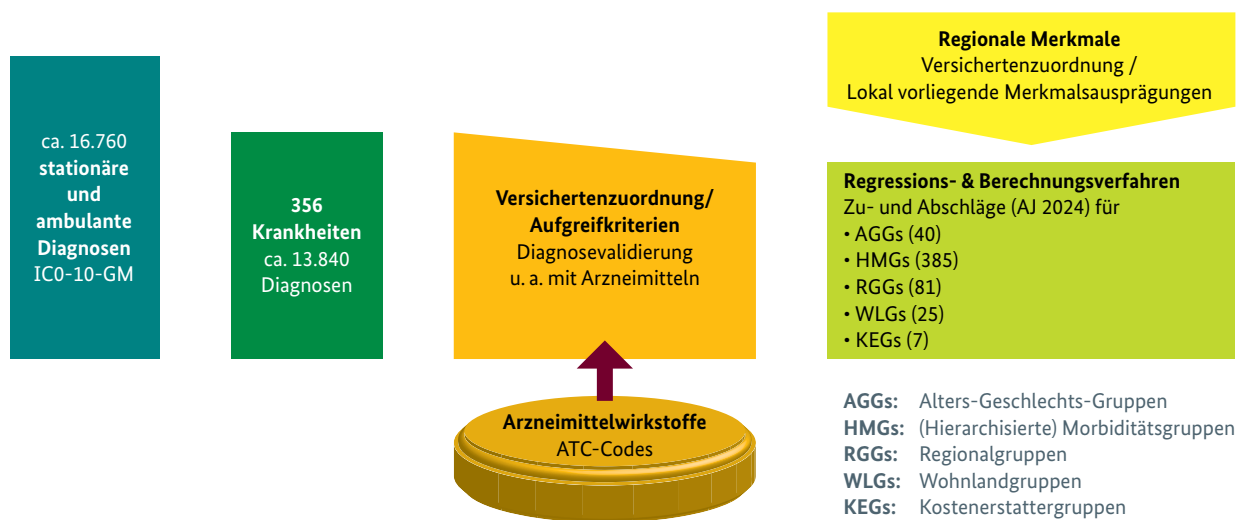 ca. 16.760
stationäre
und
ambulante
Diagnosen
IC0-10-GM
356
Krankheiten
ca. 13.840
Diagnosen
Versichertenzuordnung/
Aufgreifkriterien
Diagnosevalidierung
u. a. mit Arzneimitteln
Arzneimittelwirkstoffe
ATC-Codes
Regionale Merkmale
Versichertenzuordnung /
Lokal vorliegende Merkmalsausprägungen
Regressions- & Berechnungsverfahren
Zu- und Abschläge (AJ 2024) für
• AGGs (40)
• HMGs (385)
• RGGs (81)
• WLGs (25)
• KEGs (7)
AGGs: Alters-Geschlechts-Gruppen
HMGs: (Hierarchisierte) Morbiditätsgruppen
RGGs: Regionalgruppen
WLGs: Wohnlandgruppen
KEGs: Kostenerstattergruppen